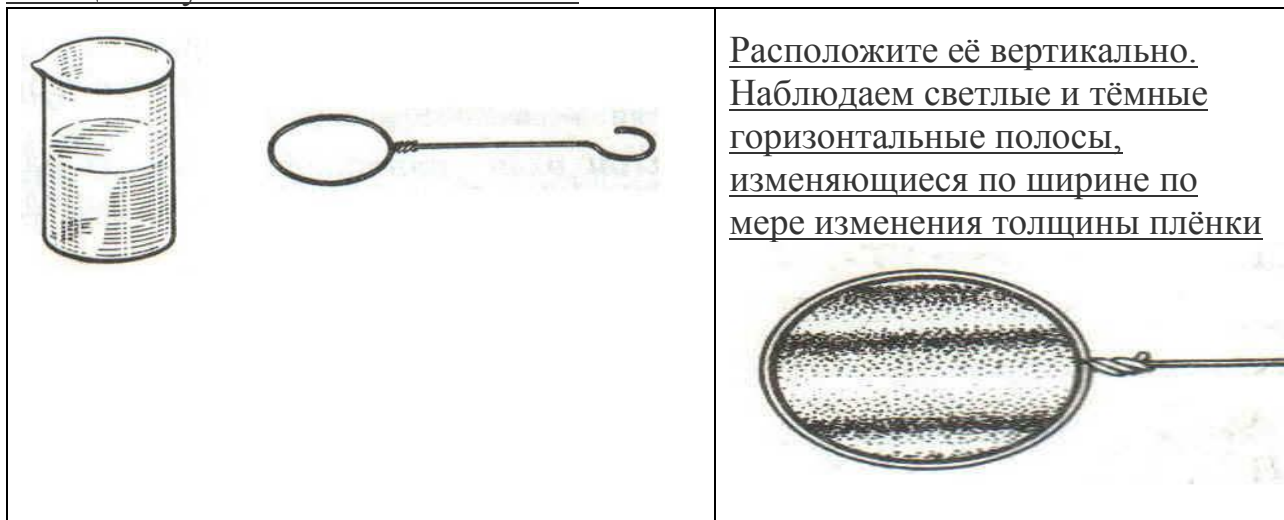 Расположите её вертикально.
Наблюдаем светлые и тёмные
горизонтальные полосы,
изменяющиеся по ширине по
мере изменения толщины плёнки